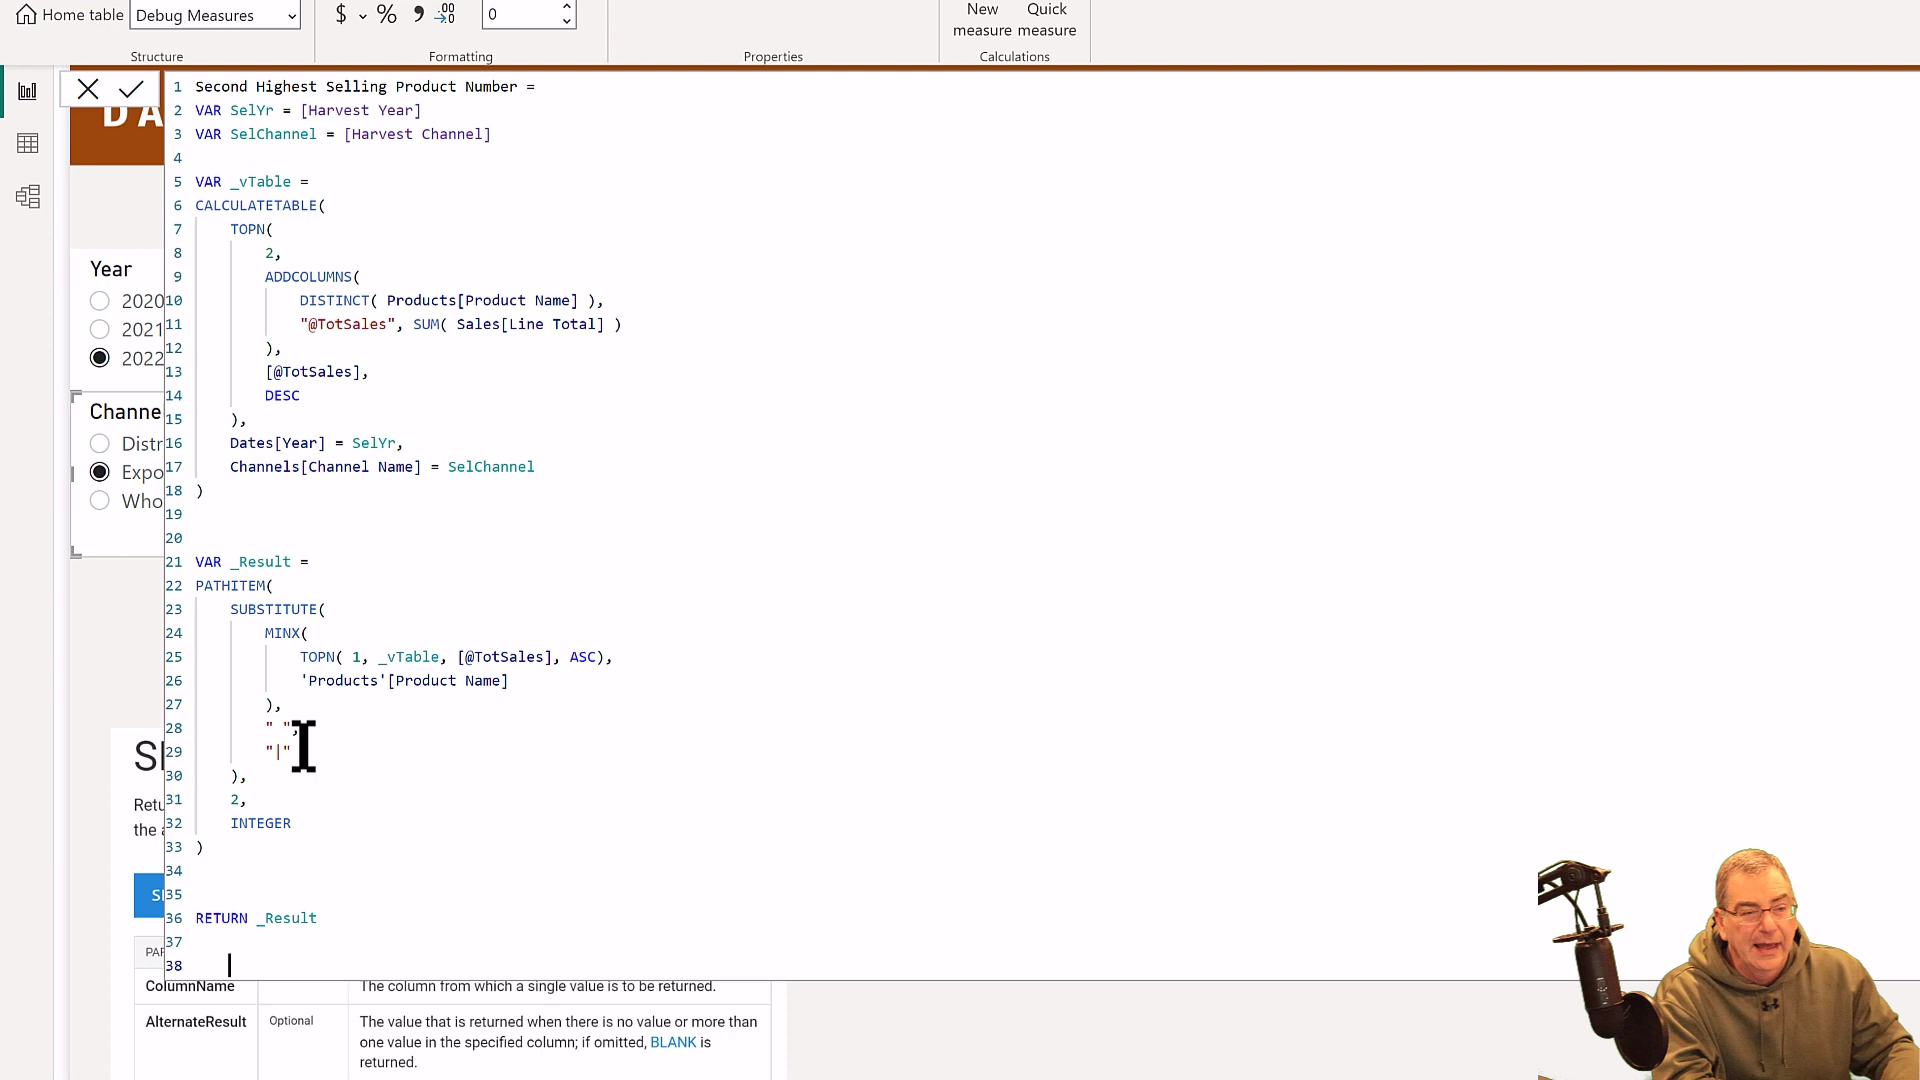 Home table Debug Measures $ % 0 New measure Quick measure
Structure Formatting Properties Calculations
DA
Year
2020
2021
2022
Channe
Distr
Expo
Who
1 Second Highest Selling Product Number =
2 VAR SelYr = [Harvest Year]
3 VAR SelChannel = [Harvest Channel]
4
5 VAR _vTable =
6 CALCULATETABLE(
7 TOPN(
8 2,
9 ADDCOLUMNS(
10 DISTINCT( Products[Product Name] ),
11 "@TotSales", SUM( Sales[Line Total] )
12 ),
13 [@TotSales],
14 DESC
15 ),
16 Dates[Year] = SelYr,
17 Channels[Channel Name] = SelChannel
18 )
19
20
21 VAR _Result =
22 PATHITEM(
23 SUBSTITUTE(
24 MINX(
25 TOPN( 1, _vTable, [@TotSales], ASC),
26 'Products'[Product Name]
27 ),
28 " ",
29 "|"
30 ),
31 2,
32 INTEGER
33 )
34
35
36 RETURN _Result
37
38
Retu
the a
PAR
ColumnName The column from which a single value is to be returned.
AlternateResult Optional The value that is returned when there is no value or more than
one value in the specified column; if omitted, BLANK is
returned.